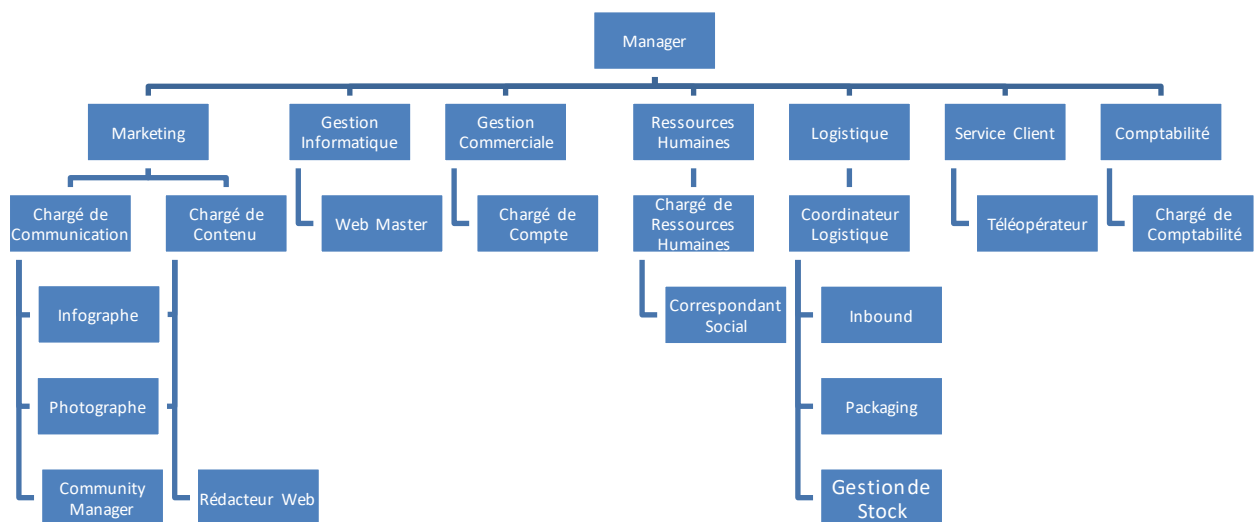 Manager
Marketing
Gestion
Informatique
Gestion
Commerciale
Ressources
Humaines
Logistique
Service Client
Comptabilité
Chargé de
Communication
Chargé de
Contenu
Web Master
Chargé de
Compte
Chargé de
Ressources
Humaines
Coordinateur
Logistique
Téléopérateur
Chargé de
Comptabilité
Infographe
Correspondant
Social
Inbound
Photographe
Packaging
Community
Manager
Rédacteur Web
Gestion de
Stock